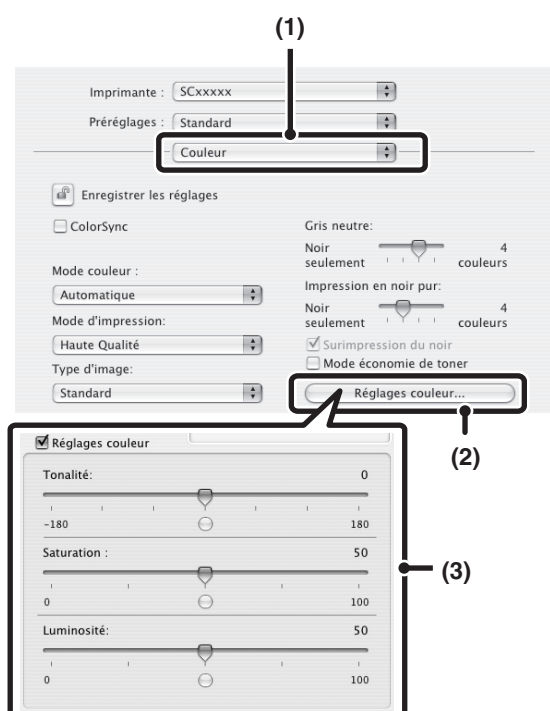 (1)
Imprimante : SCxxxxx
Préréglages : Standard
Couleur
Enregistrer les réglages
ColorSync
Mode couleur :
Automatique
Mode d'impression:
Haute Qualité
Type d'image:
Standard
Gris neutre:
Noir seulement
4 couleurs
Impression en noir pur:
Noir seulement
4 couleurs
Surimpression du noir
Mode économie de toner
Réglages couleur...
(2)
Réglages couleur
Tonalité: 0
-180 180
Saturation : 50
0 100
Luminosité: 50
0 100
(3)